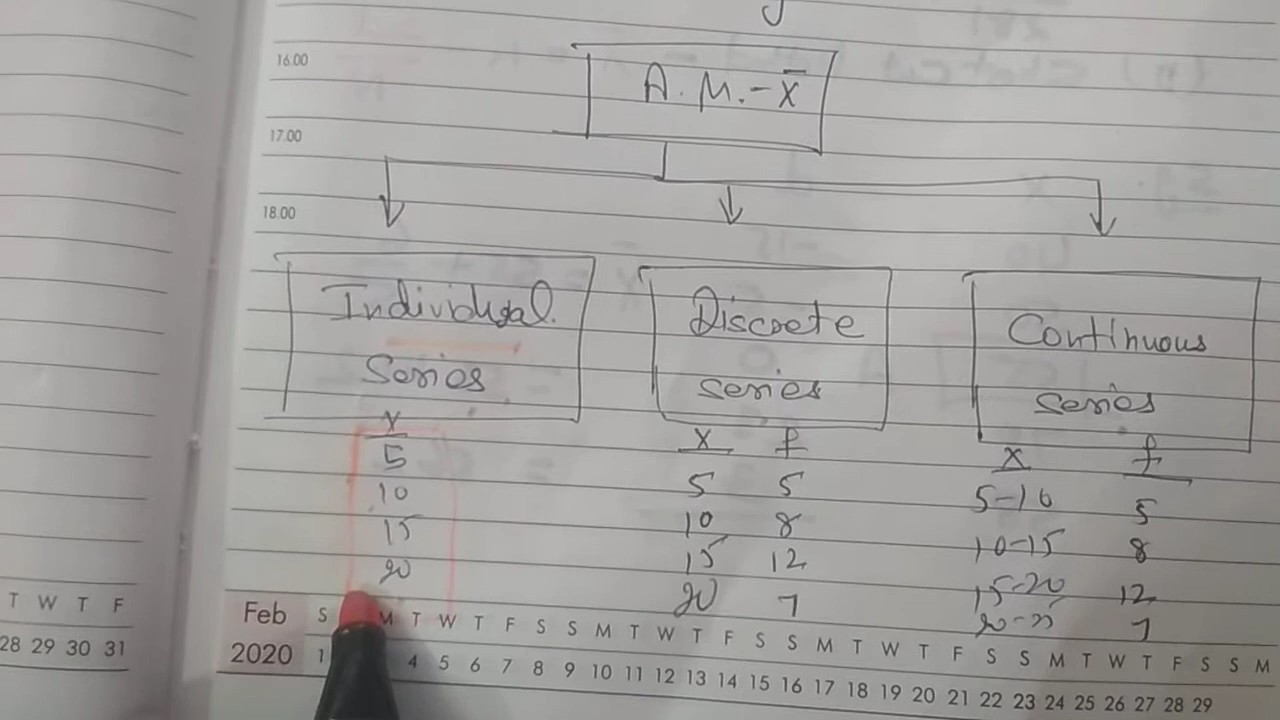 16.00
A.M. - x̄
17.00
18.00
Individual
Series
Discrete
series
Continuous
series
x
5
10
15
20
x f
5 5
10 8
15 12
20 7
x f
5-10 5
10-15 8
15-20 12
20-25 7
T W T F
28 29 30 31
Feb
2020
S M T W T F S S M T W T F S S M T W T F S S M T W T F S S M
1 4 5 6 7 8 9 10 11 12 13 14 15 16 17 18 19 20 21 22 23 24 25 26 27 28 29